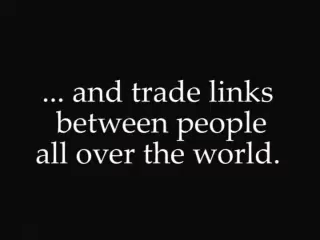 ... and trade links
between people
all over the world.